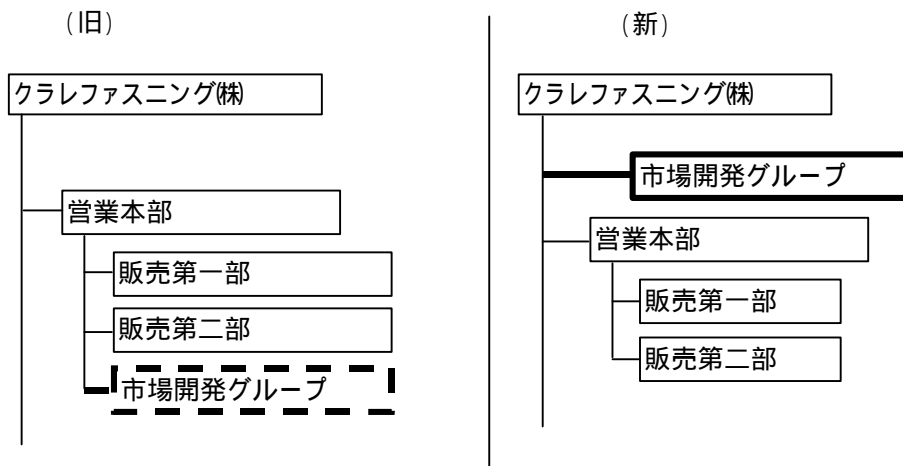 (旧)
クラレファスニング㈱
営業本部
販売第一部
販売第二部
市場開発グループ
(新)
クラレファスニング㈱
市場開発グループ
営業本部
販売第一部
販売第二部